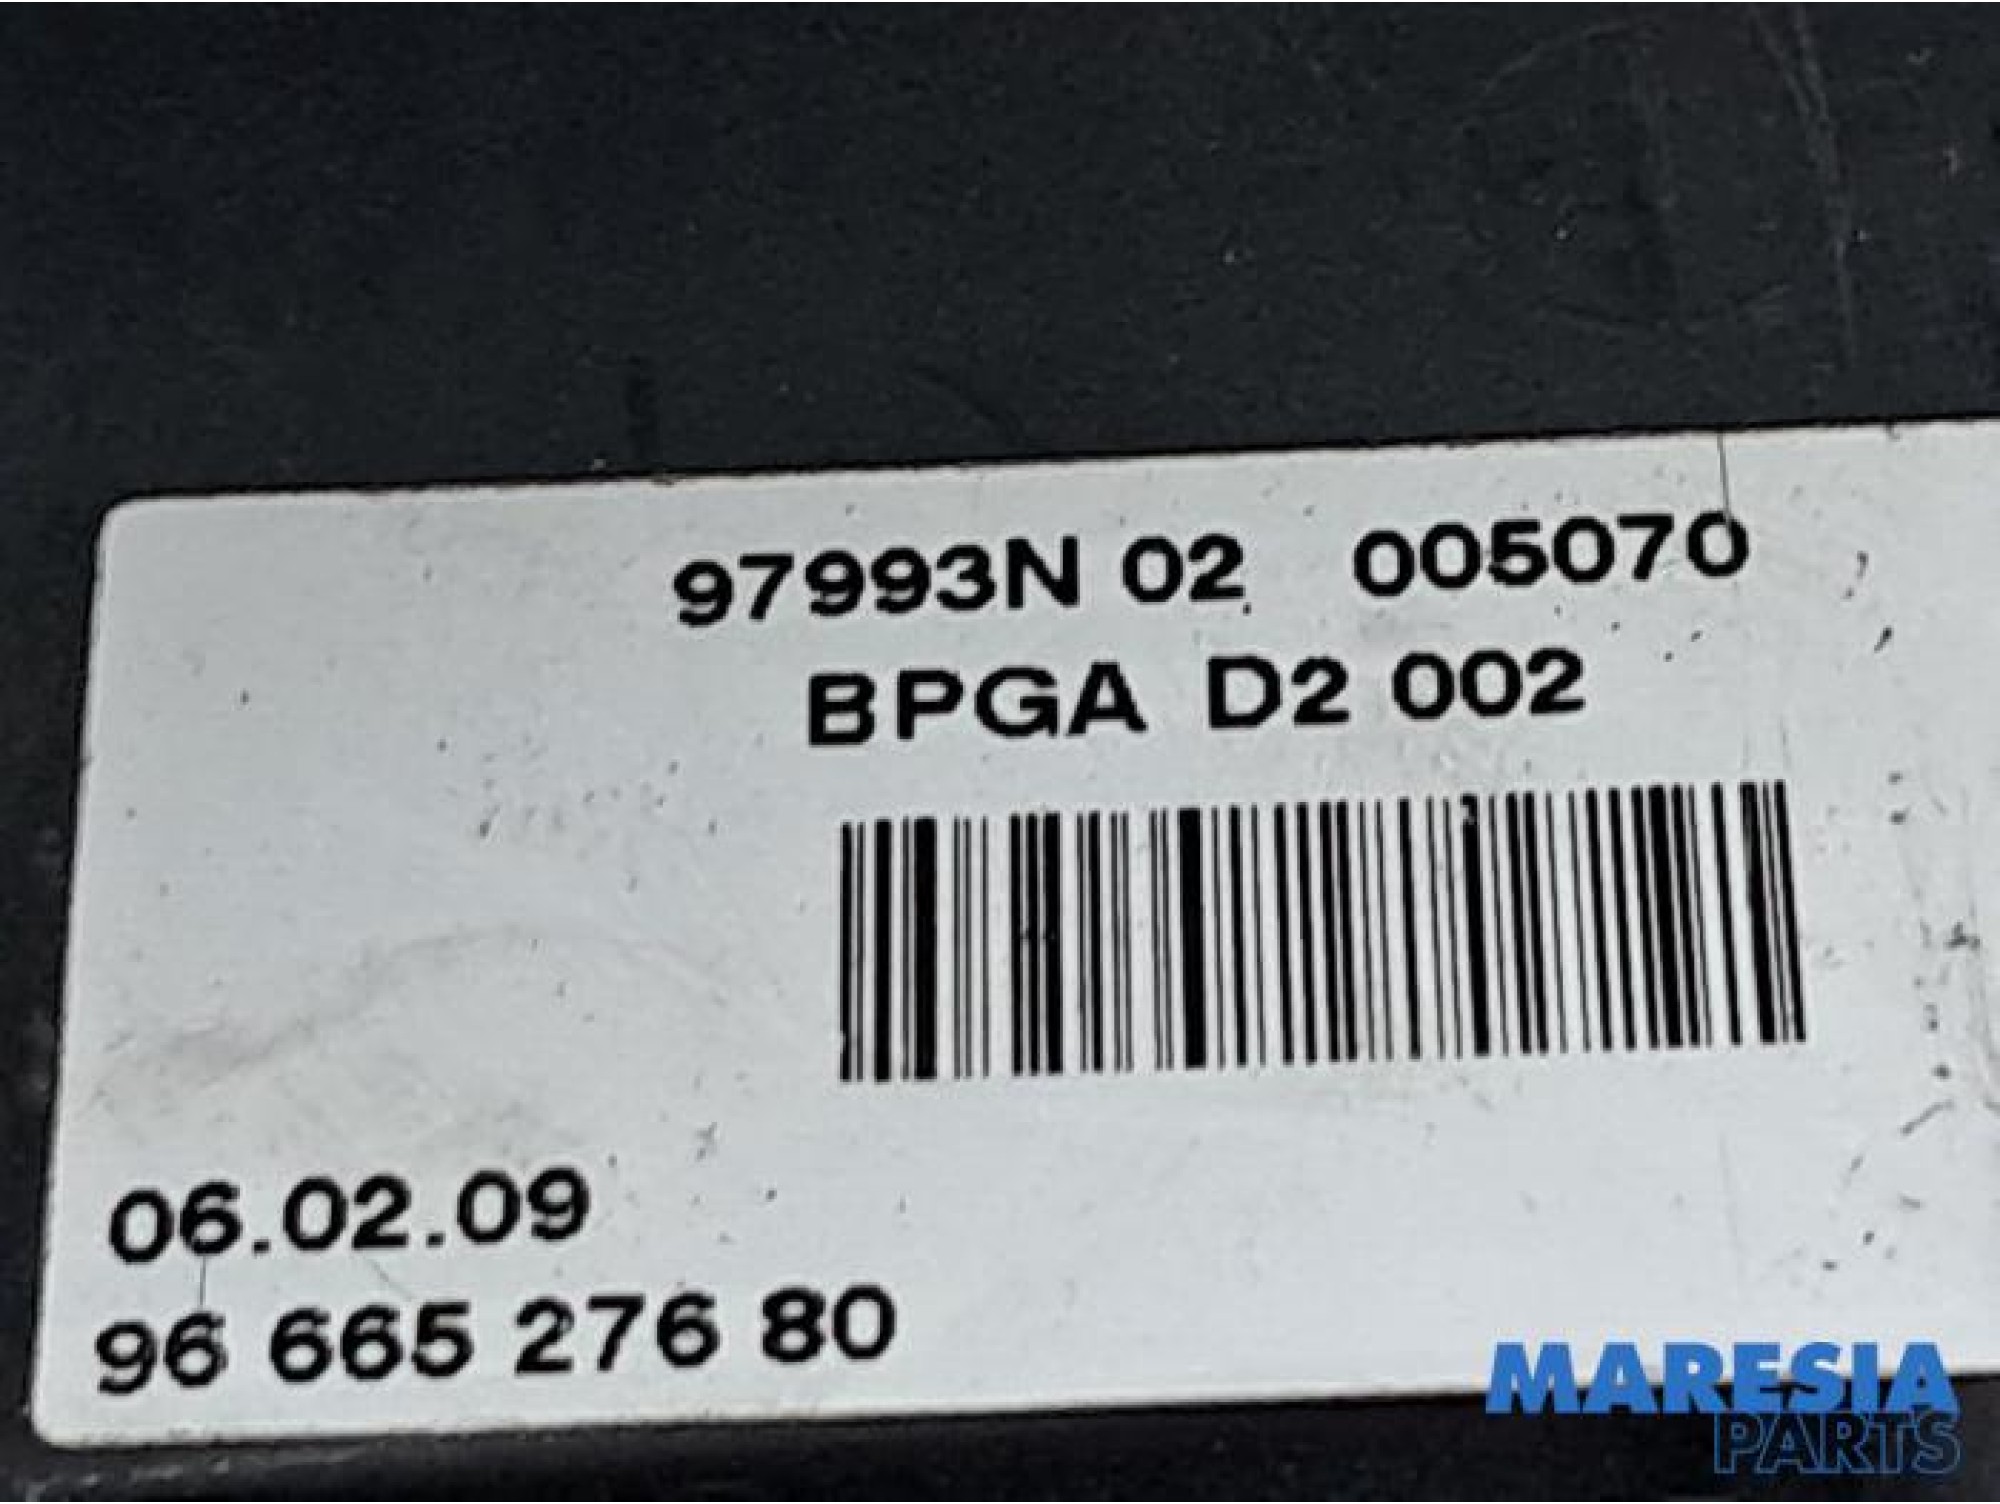 97993N 02 005070
BPGA D2 002
06.02.09
96 665 276 80
MARESIA
PARTS